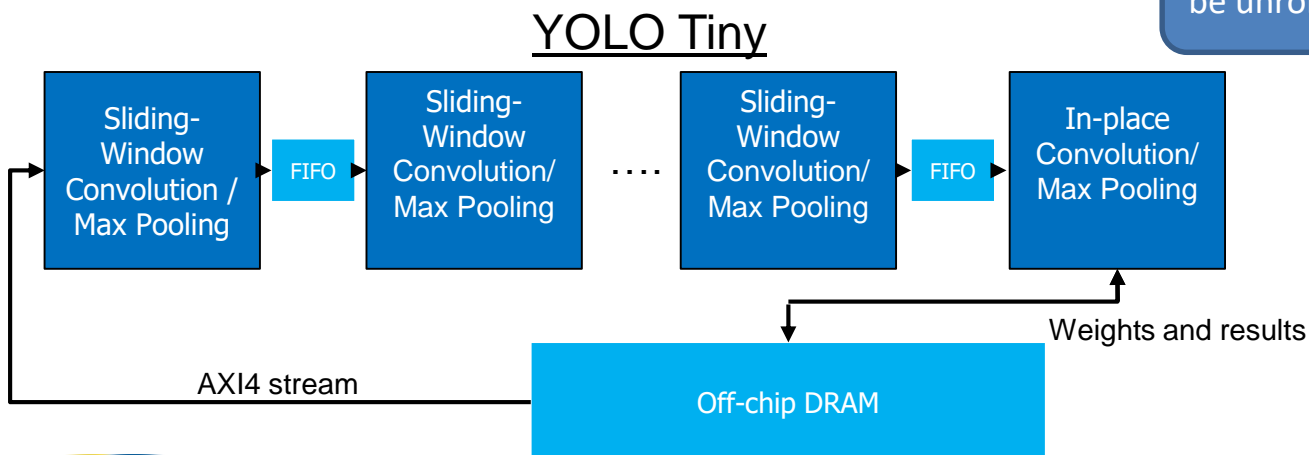 be unro
YOLO Tiny
Sliding-
Window
Convolution /
Max Pooling
FIFO
Sliding-
Window
Convolution/
Max Pooling
....
Sliding-
Window
Convolution/
Max Pooling
FIFO
In-place
Convolution/
Max Pooling
Weights and results
AXI4 stream
Off-chip DRAM